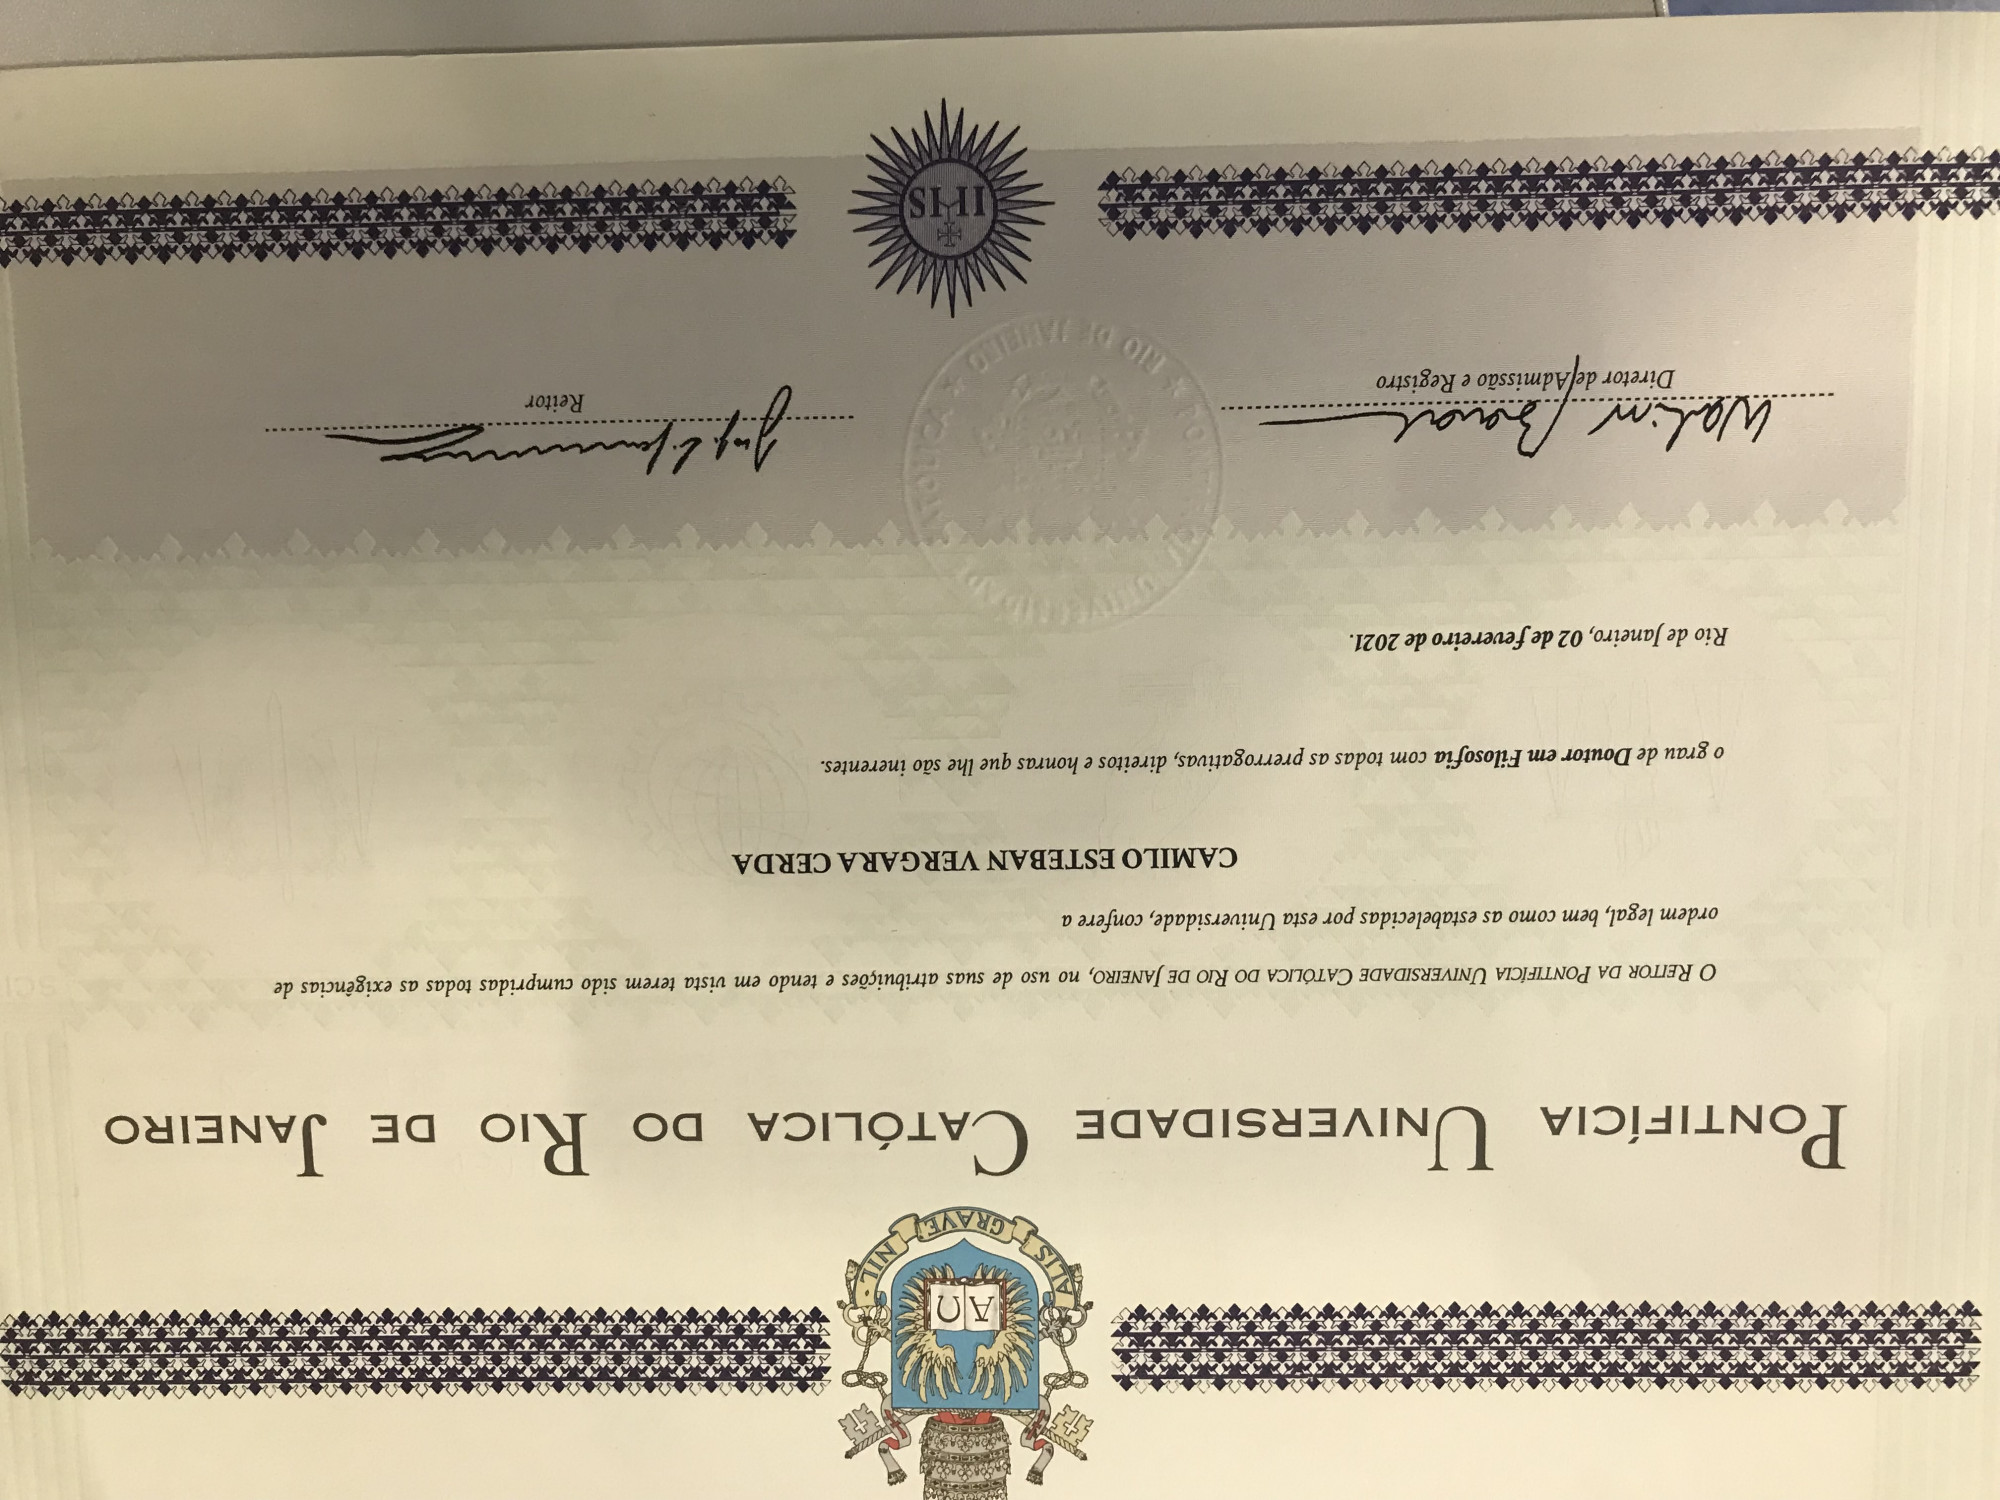 NIL · GRAVE · ALIS
A Ω
PONTIFÍCIA UNIVERSIDADE CATÓLICA DO RIO DE JANEIRO
O REITOR DA PONTIFÍCIA UNIVERSIDADE CATÓLICA DO RIO DE JANEIRO, no uso de suas atribuições e tendo em vista terem sido cumpridas todas as exigências de
ordem legal, bem como as estabelecidas por esta Universidade, confere a
CAMILO ESTEBAN VERGARA CERDA
o grau de Doutor em Filosofia com todas as prerrogativas, direitos e honras que lhe são inerentes.
Rio de Janeiro, 02 de fevereiro de 2021.
Diretor de Admissão e Registro
Reitor
RIO DE JANEIRO
IHS